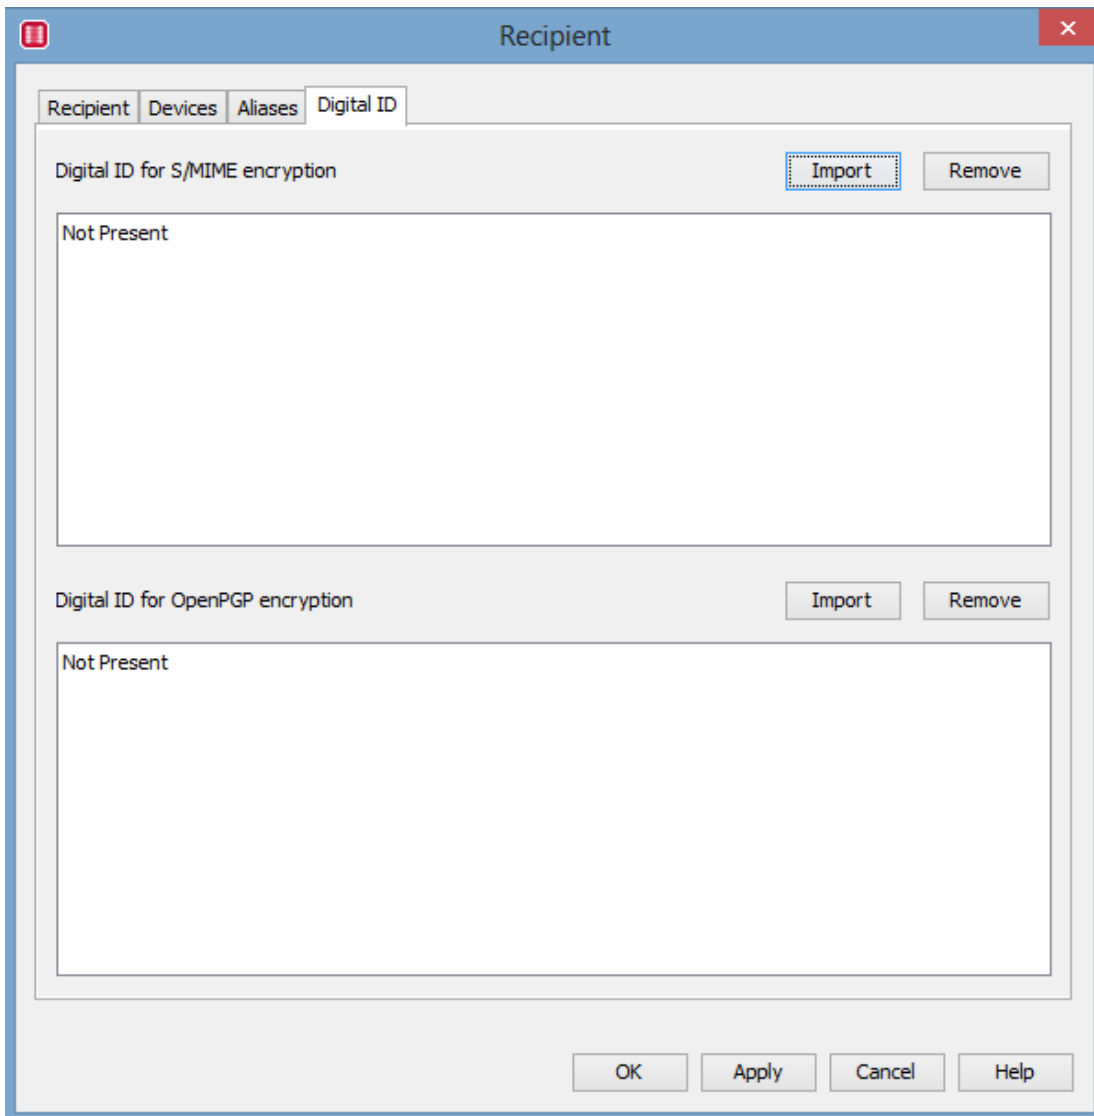 Recipient
Recipient Devices Aliases Digital ID
Digital ID for S/MIME encryption Import Remove
Not Present
Digital ID for OpenPGP encryption Import Remove
Not Present
OK Apply Cancel Help